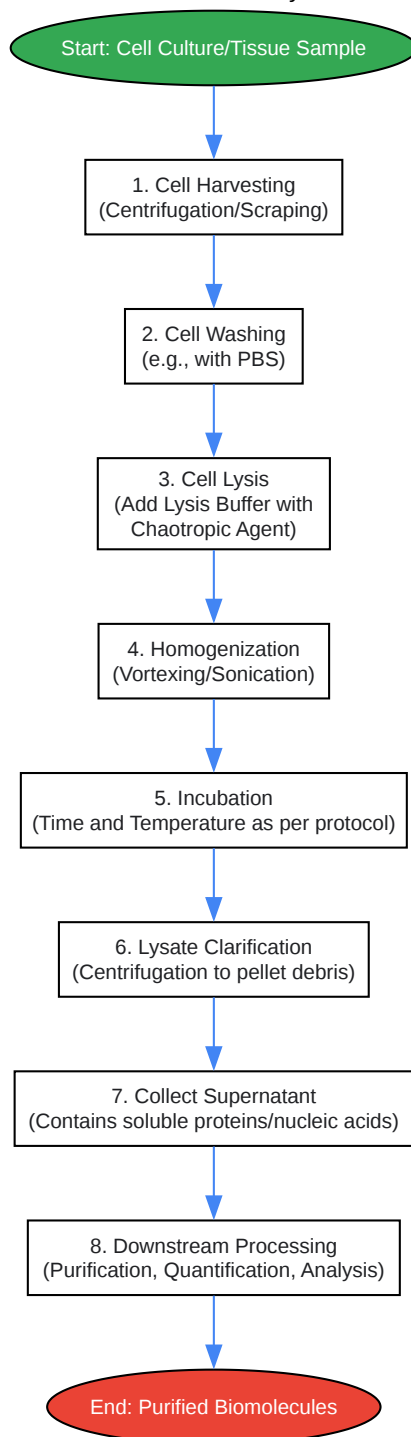 Start: Cell Culture/Tissue Sample
1. Cell Harvesting
(Centrifugation/Scraping)
2. Cell Washing
(e.g., with PBS)
3. Cell Lysis
(Add Lysis Buffer with
Chaotropic Agent)
4. Homogenization
(Vortexing/Sonication)
5. Incubation
(Time and Temperature as per protocol)
6. Lysate Clarification
(Centrifugation to pellet debris)
7. Collect Supernatant
(Contains soluble proteins/nucleic acids)
8. Downstream Processing
(Purification, Quantification, Analysis)
End: Purified Biomolecules